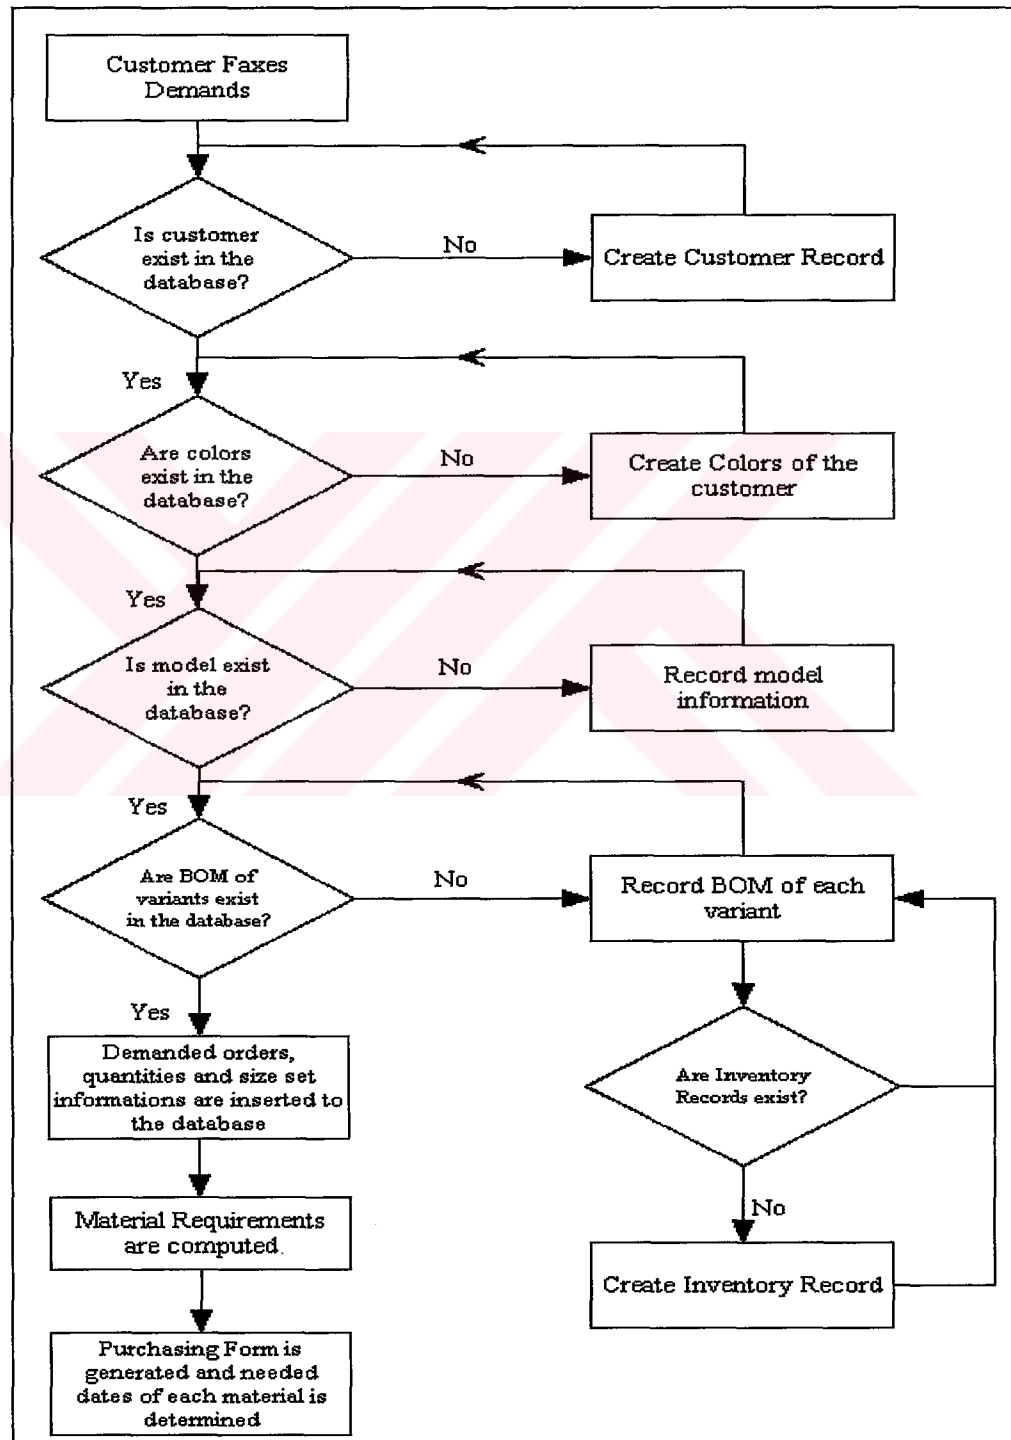 Customer Faxes
Demands
Is customer
exist in the
database?
No
Create Customer Record
Yes
Are colors
exist in the
database?
No
Create Colors of the
customer
Yes
Is model exist
in the
database?
No
Record model
information
Yes
Are BOM of
variants exist
in the database?
No
Record BOM of each
variant
Yes
Demanded orders,
quantities and size set
informations are inserted to
the database
Are Inventory
Records exist?
No
Material Requirements
are computed.
Create Inventory Record
Purchasing Form is
generated and needed
dates of each material is
determined